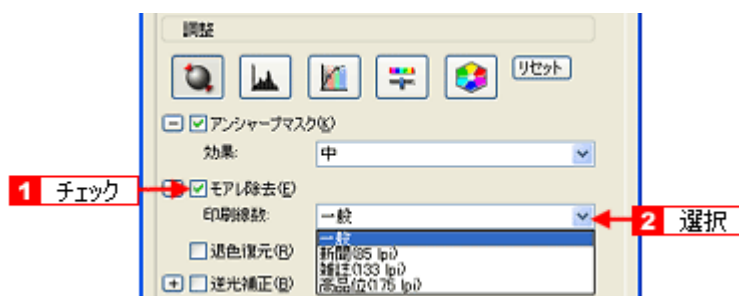 調整
リセット
アンシャープマスク(K)
効果: 中
1 チェック
モアレ除去(E)
印刷線数: 一般
2 選択
一般
退色復元(R)
新聞(85 lpi)
雑誌(133 lpi)
逆光補正(B)
高品位(175 lpi)